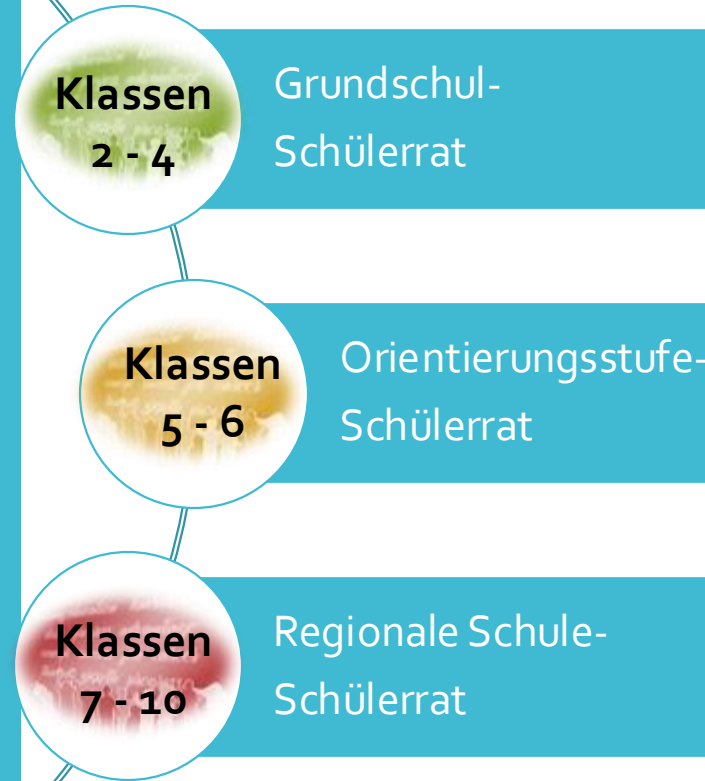 Klassen
2 - 4
Grundschul-
Schülerrat
Klassen
5 - 6
Orientierungsstufe-
Schülerrat
Klassen
7 - 10
Regionale Schule-
Schülerrat